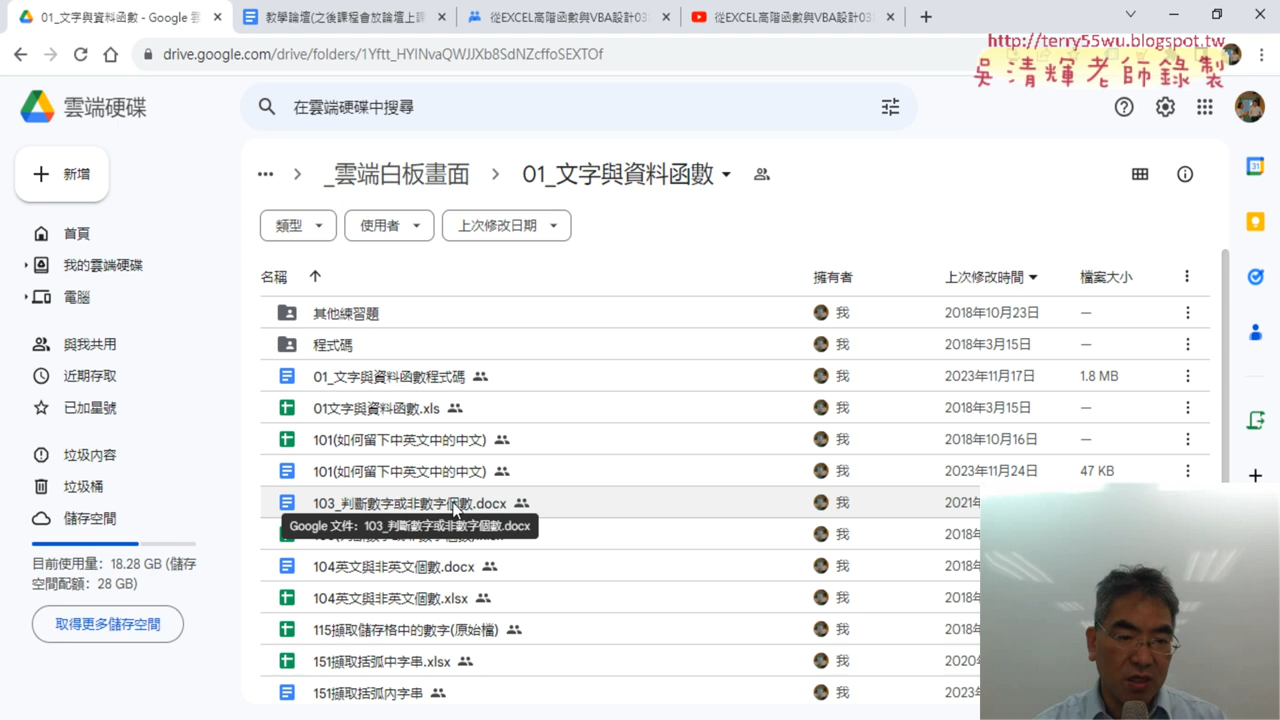 01_文字與資料函數 - Google 雲
教學論壇(之後課程會放論壇上課
從EXCEL高階函數與VBA設計03
從EXCEL高階函數與VBA設計03
drive.google.com/drive/folders/1Yftt_HYINvaQWJJXb8SdNZcffoSEXTOf
http://terry55wu.blogspot.tw
吳清輝老師錄製
雲端硬碟
在雲端硬碟中搜尋
新增
首頁
我的雲端硬碟
電腦
與我共用
近期存取
已加星號
垃圾內容
垃圾桶
儲存空間
目前使用量：18.28 GB (儲存
空間配額：28 GB)
取得更多儲存空間
_雲端白板畫面
01_文字與資料函數
類型
使用者
上次修改日期
名稱 擁有者 上次修改時間 檔案大小
其他練習題 我 2018年10月23日 —
程式碼 我 2018年3月15日 —
01_文字與資料函數程式碼 我 2023年11月17日 1.8 MB
01文字與資料函數.xls 我 2018年3月15日 —
101(如何留下中英文中的中文) 我 2018年10月16日 —
101(如何留下中英文中的中文) 我 2023年11月24日 47 KB
103_判斷數字或非數字個數.docx 我 2021
Google 文件：103_判斷數字或非數字個數.docx
我 2018
104英文與非英文個數.docx 我 2018
104英文與非英文個數.xlsx 我 2018
115擷取儲存格中的數字(原始檔) 我 2018
151擷取括弧中字串.xlsx 我 2020
151擷取括弧內字串 我 2023
31